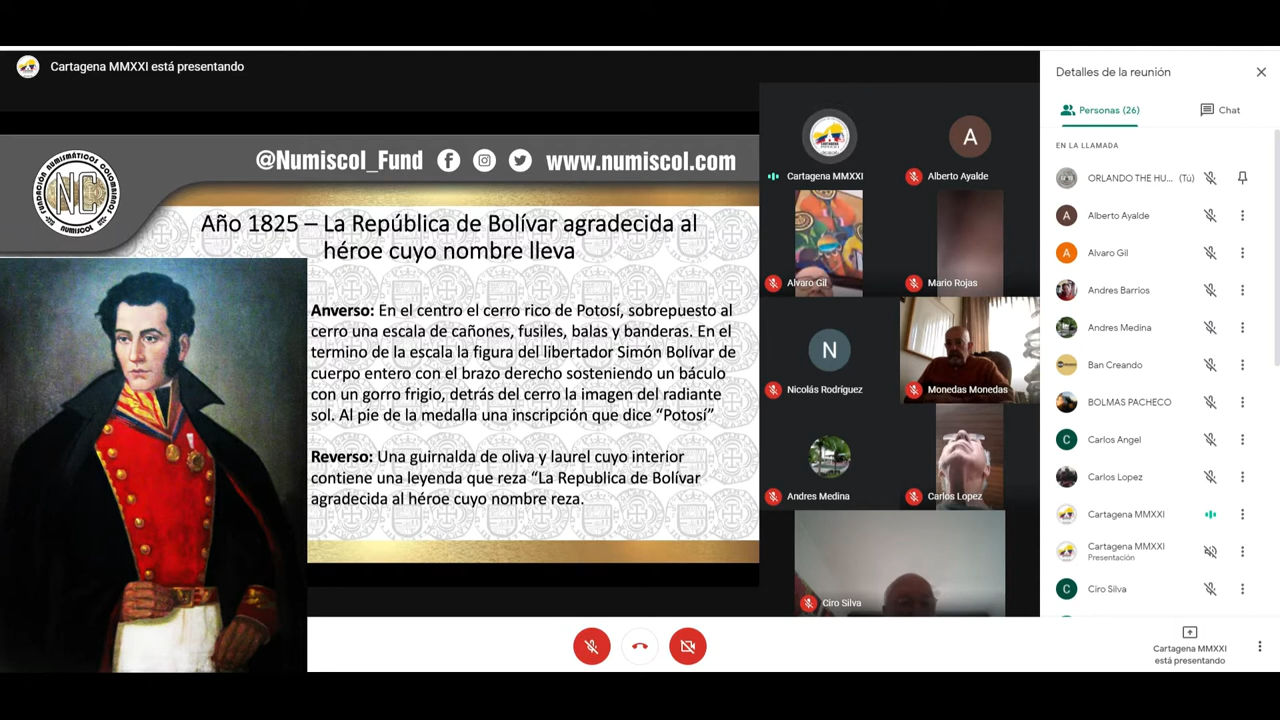 Cartagena MMXXI está presentando
@Numiscol_Fund
www.numiscol.com
FUNDACIÓN NUMISMÁTICOS COLOMBIANOS
NC
NUMISCOL
Año 1825 – La República de Bolívar agradecida al
héroe cuyo nombre lleva
Anverso: En el centro el cerro rico de Potosí, sobrepuesto al
cerro una escala de cañones, fusiles, balas y banderas. En el
termino de la escala la figura del libertador Simón Bolívar de
cuerpo entero con el brazo derecho sosteniendo un báculo
con un gorro frigio, detrás del cerro la imagen del radiante
sol. Al pie de la medalla una inscripción que dice “Potosí”
Reverso: Una guirnalda de oliva y laurel cuyo interior
contiene una leyenda que reza “La Republica de Bolívar
agradecida al héroe cuyo nombre reza.
Cartagena MMXXI
A
Alberto Ayalde
Alvaro Gil
Mario Rojas
N
Nicolás Rodríguez
Monedas Monedas
Andres Medina
Carlos Lopez
Ciro Silva
Detalles de la reunión
Personas (26)
Chat
EN LA LLAMADA
ORLANDO THE HU... (Tú)
A
Alberto Ayalde
A
Alvaro Gil
Andres Barrios
Andres Medina
Ban Creando
BOLMAS PACHECO
C
Carlos Angel
Carlos Lopez
Cartagena MMXXI
Cartagena MMXXI
Presentación
C
Ciro Silva
Cartagena MMXXI
está presentando